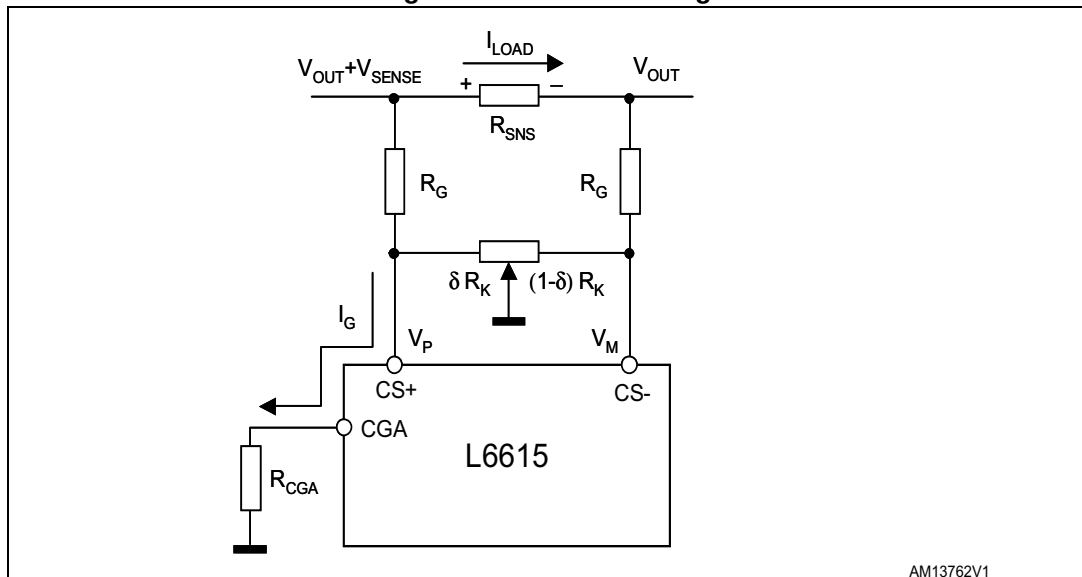 I_LOAD
V_OUT+V_SENSE
V_OUT
+
–
R_SNS
R_G
R_G
δ R_K
(1-δ) R_K
I_G
V_P
V_M
CS+
CS-
CGA
L6615
R_CGA
AM13762V1